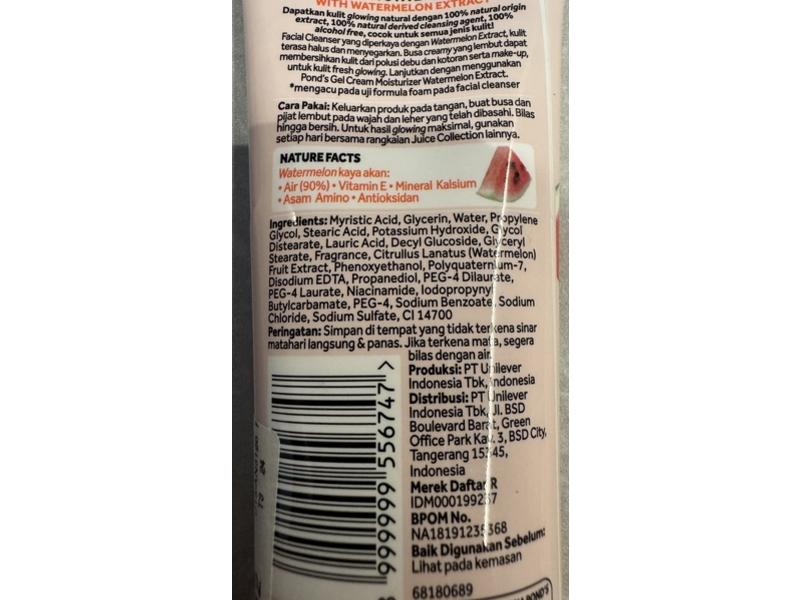 WITH WATERMELON EXTRACT
Dapatkan kulit glowing natural dengan 100% natural origin
extract, 100% natural derived cleansing agent, 100%
alcohol free, cocok untuk semua jenis kulit!
Facial Cleanser yang diperkaya dengan Watermelon Extract, kulit
terasa halus dan menyegarkan. Busa creamy yang lembut dapat
membersihkan kulit dari polusi debu dan kotoran serta make-up,
untuk kulit fresh glowing. Lanjutkan dengan menggunakan
Pond's Gel Cream Moisturizer Watermelon Extract.
*mengacu pada uji formula foam pada facial cleanser
Cara Pakai: Keluarkan produk pada tangan, buat busa dan
pijat lembut pada wajah dan leher yang telah dibasahi. Bilas
hingga bersih. Untuk hasil glowing maksimal, gunakan
setiap hari bersama rangkaian Juice Collection lainnya.
NATURE FACTS
Watermelon kaya akan:
• Air (90%) • Vitamin E • Mineral Kalsium
• Asam Amino • Antioksidan
Ingredients: Myristic Acid, Glycerin, Water, Propylene
Glycol, Stearic Acid, Potassium Hydroxide, Glycol
Distearate, Lauric Acid, Decyl Glucoside, Glyceryl
Stearate, Fragrance, Citrullus Lanatus (Watermelon)
Fruit Extract, Phenoxyethanol, Polyquaternium-7,
Disodium EDTA, Propanediol, PEG-4 Dilaurate,
PEG-4 Laurate, Niacinamide, Iodopropynyl
Butylcarbamate, PEG-4, Sodium Benzoate, Sodium
Chloride, Sodium Sulfate, CI 14700
Peringatan: Simpan di tempat yang tidak terkena sinar
matahari langsung & panas. Jika terkena mata, segera
bilas dengan air.
Produksi: PT Unilever
Indonesia Tbk, Indonesia
Distribusi: PT Unilever
Indonesia Tbk, Jl. BSD
Boulevard Barat, Green
Office Park Kav. 3, BSD City,
Tangerang 15345,
Indonesia
Merek Daftar R
IDM000199237
BPOM No.
Baik Digunakan Sebelum:
Lihat pada kemasan
68180689
999999 556747 >